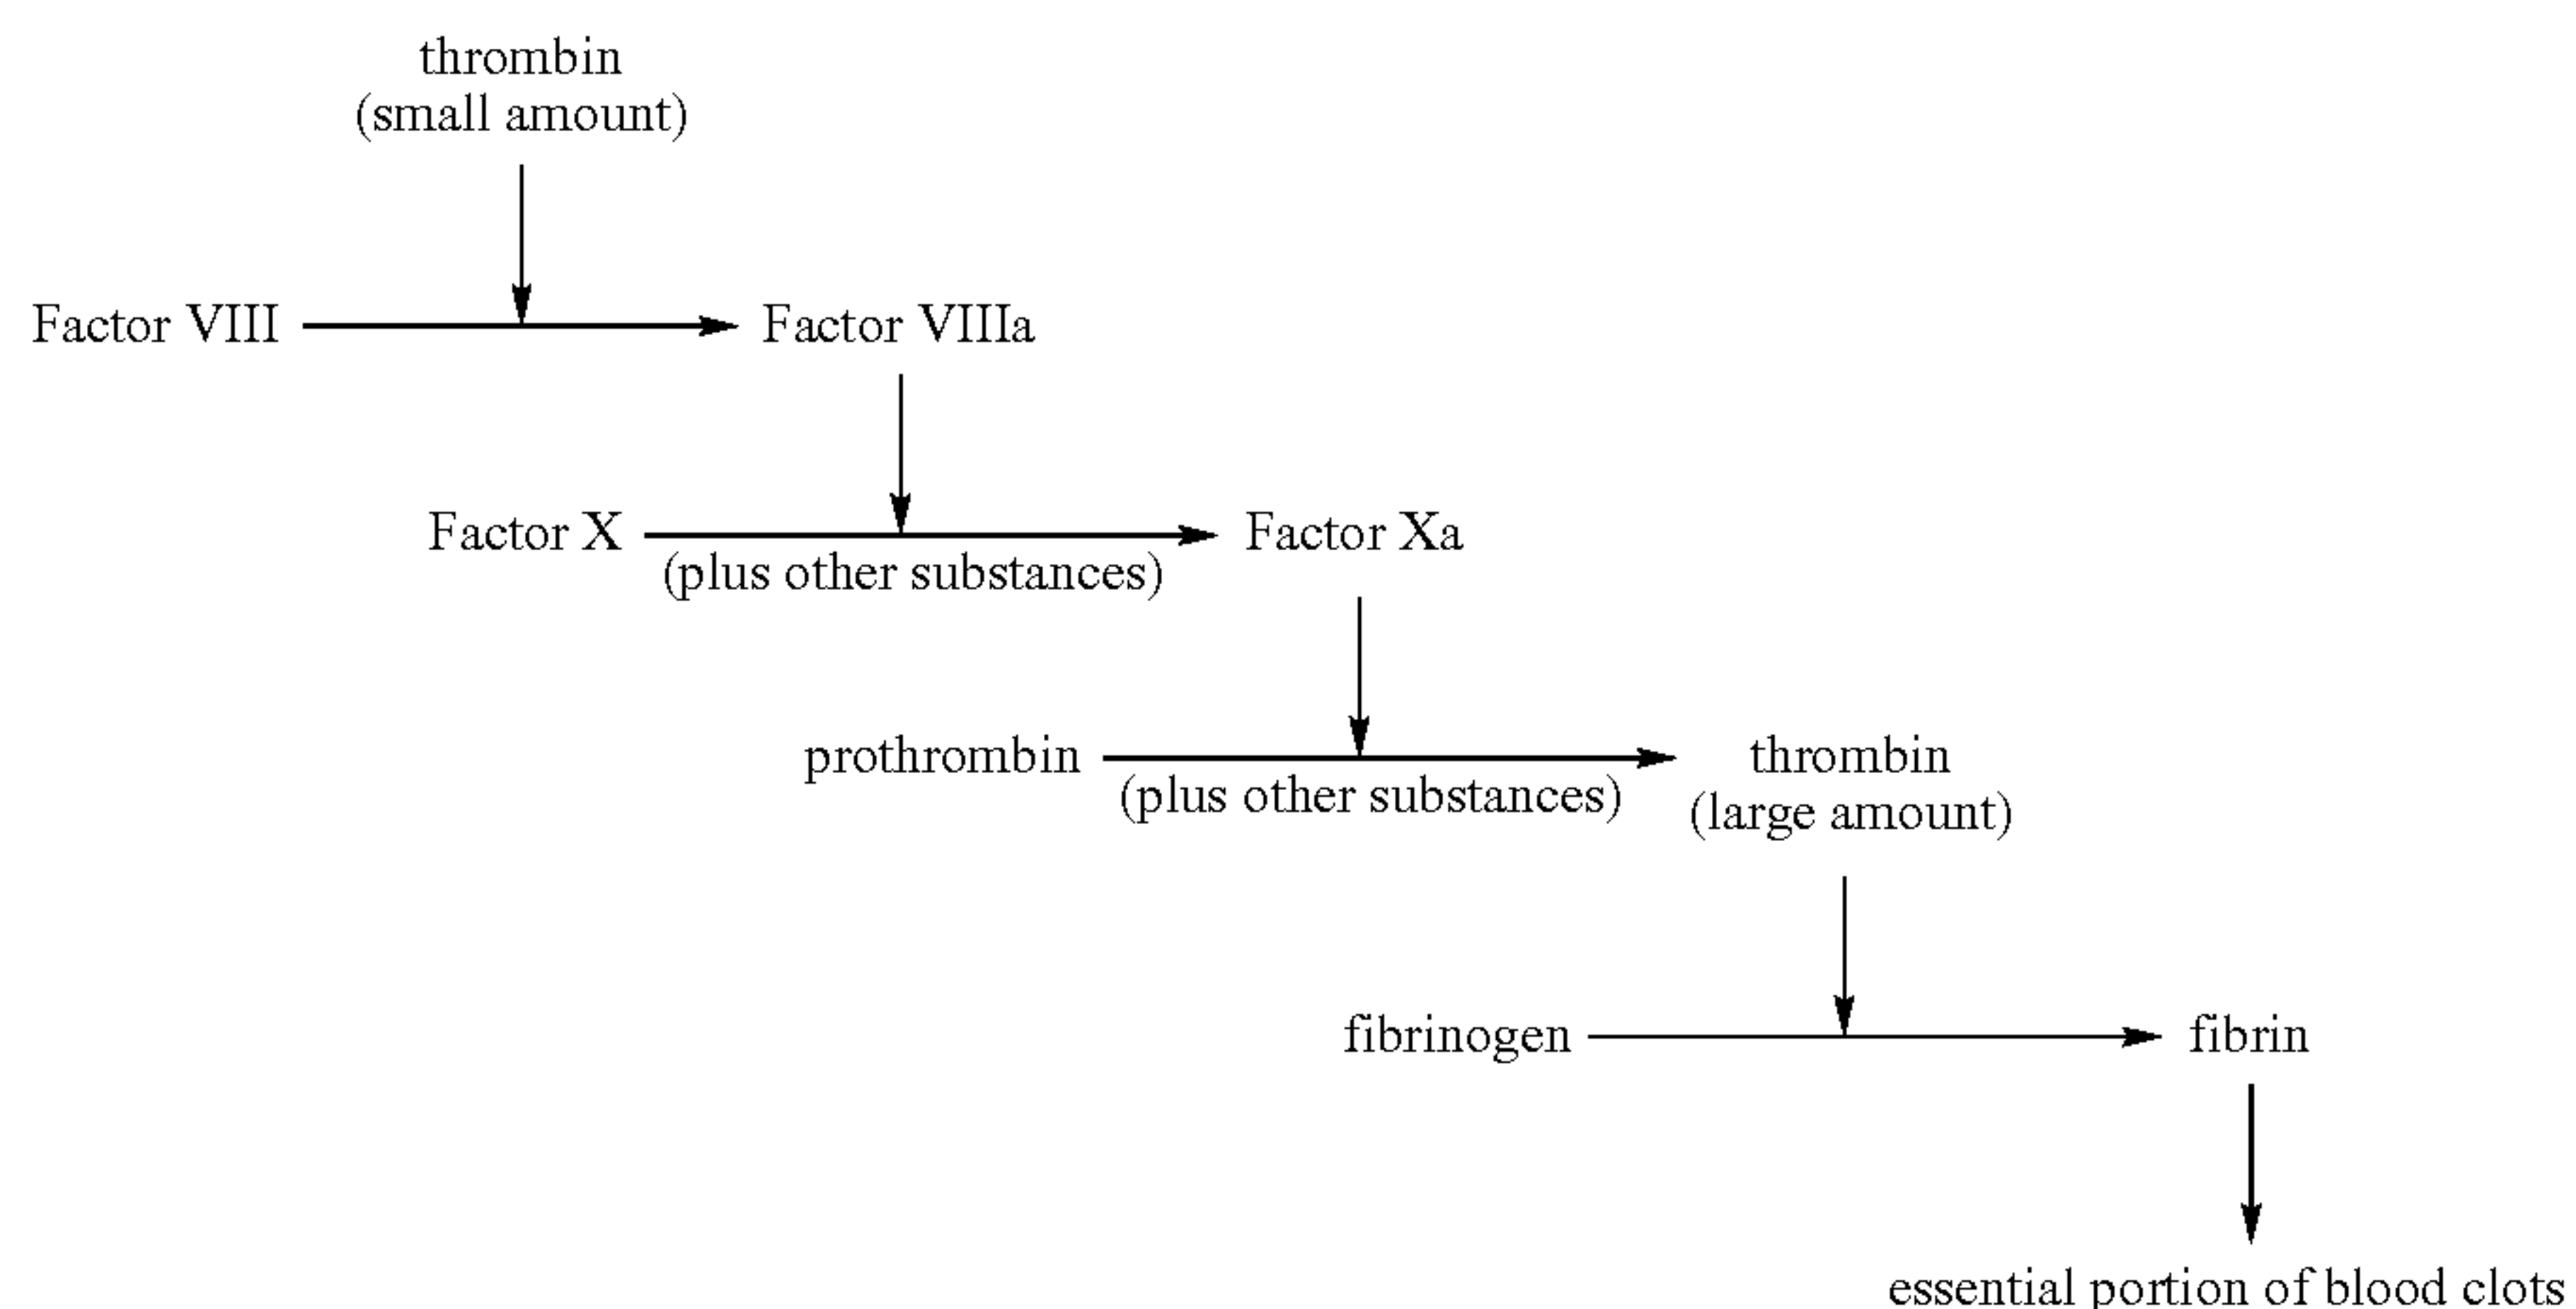 thrombin
(small amount)
Factor VIII
Factor VIIIa
Factor X
(plus other substances)
Factor Xa
prothrombin
(plus other substances)
thrombin
(large amount)
fibrinogen
fibrin
essential portion of blood clots